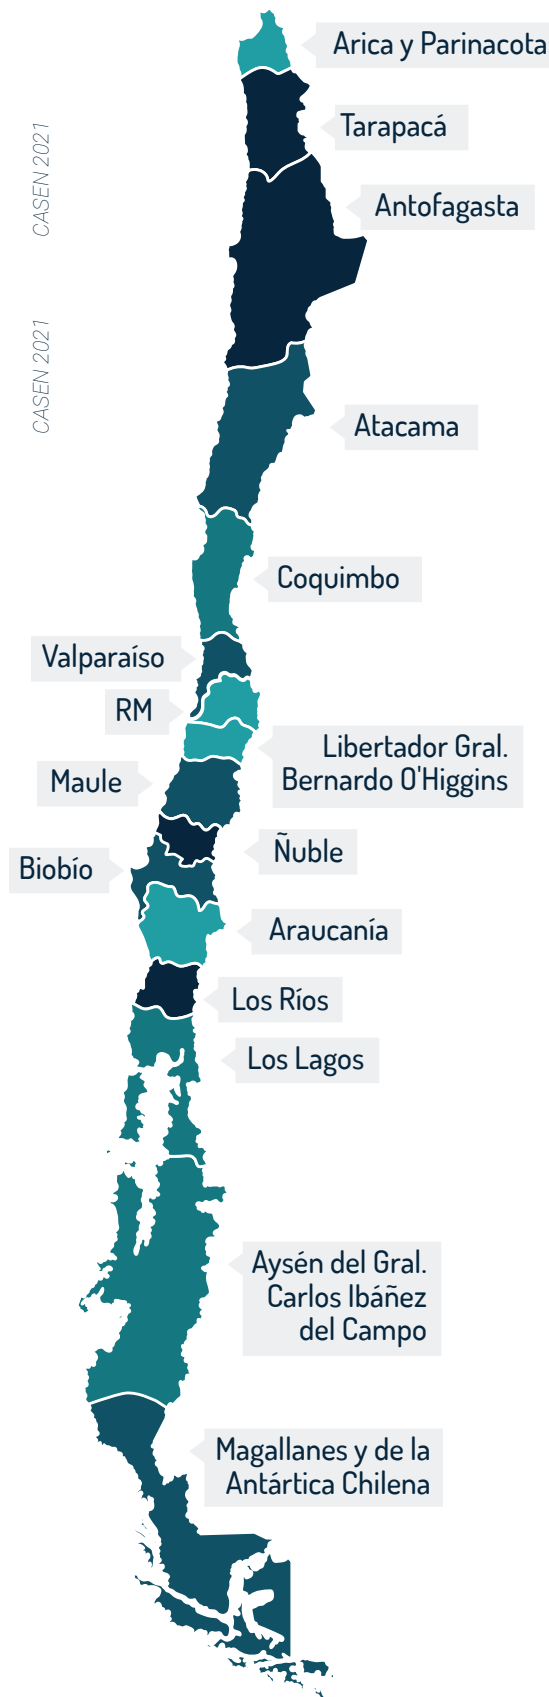 Arica y Parinacota
Tarapacá
CASEN 2021
Antofagasta
CASEN 2021
Atacama
Coquimbo
Valparaíso
RM
Libertador Gral.
Bernardo O'Higgins
Maule
Ñuble
Biobío
Araucanía
Los Ríos
Los Lagos
Aysén del Gral.
Carlos Ibáñez
del Campo
Magallanes y de la
Antártica Chilena